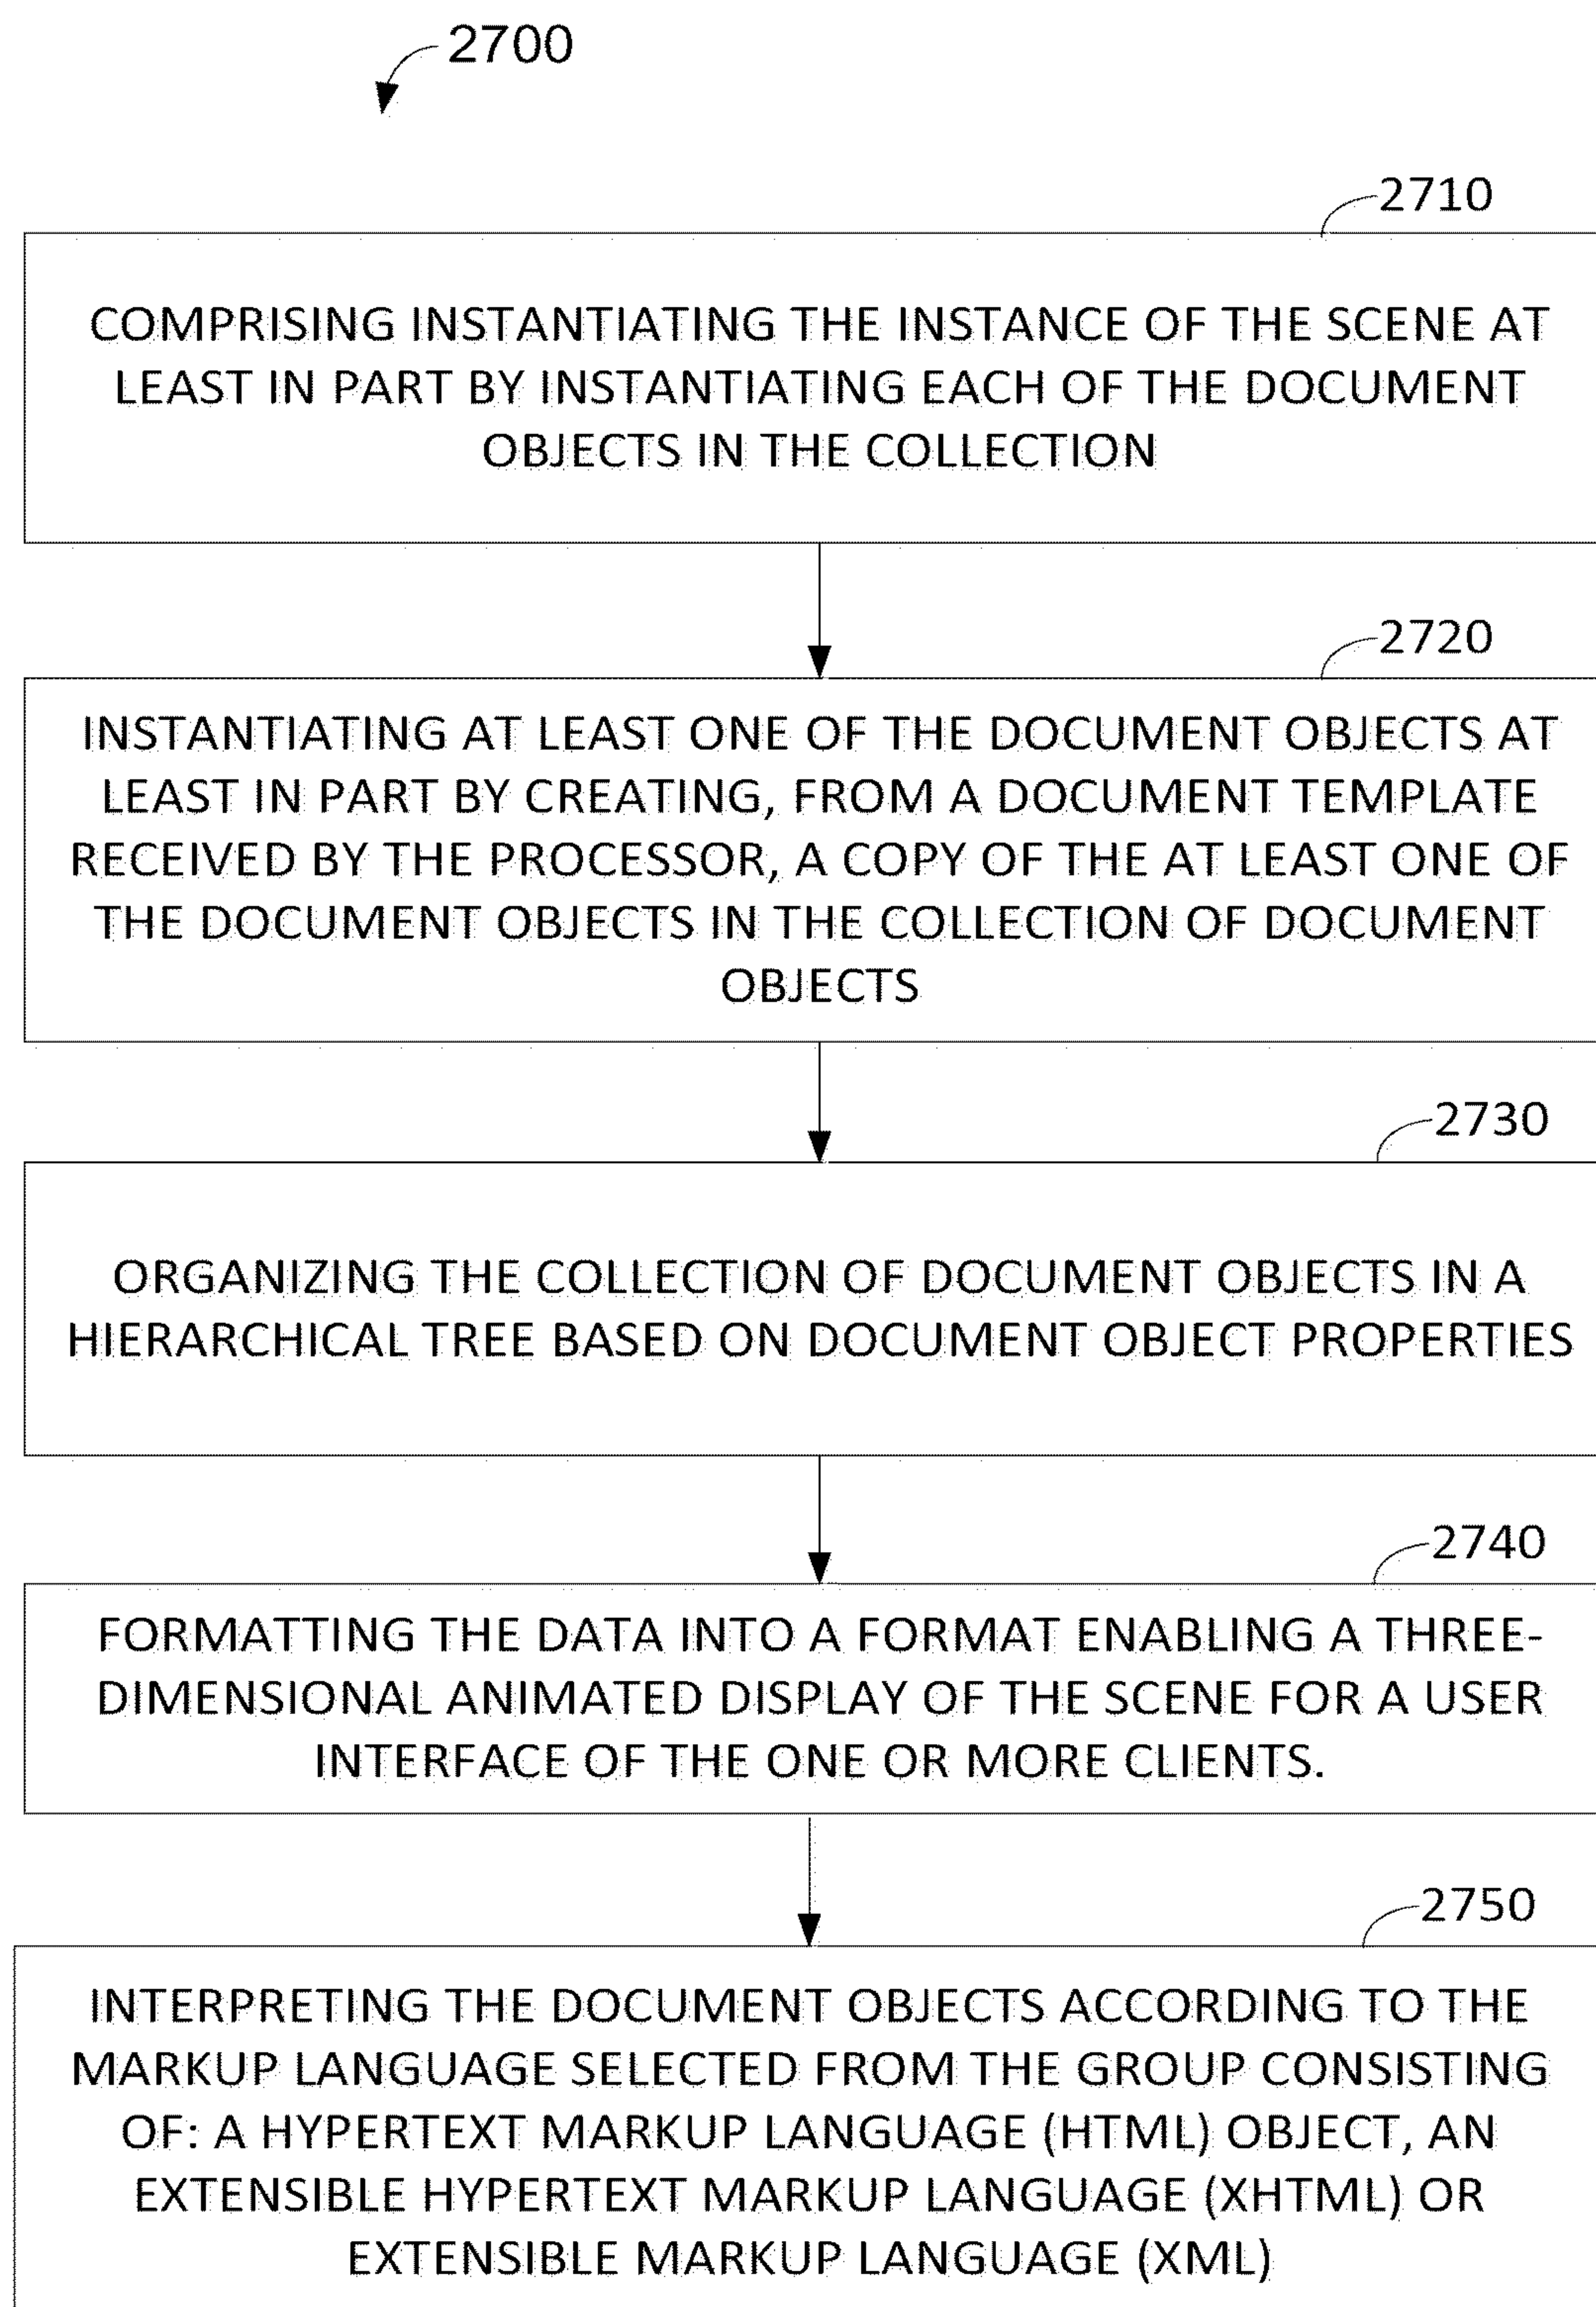 2700
2710
COMPRISING INSTANTIATING THE INSTANCE OF THE SCENE AT
LEAST IN PART BY INSTANTIATING EACH OF THE DOCUMENT
OBJECTS IN THE COLLECTION
2720
INSTANTIATING AT LEAST ONE OF THE DOCUMENT OBJECTS AT
LEAST IN PART BY CREATING, FROM A DOCUMENT TEMPLATE
RECEIVED BY THE PROCESSOR, A COPY OF THE AT LEAST ONE OF
THE DOCUMENT OBJECTS IN THE COLLECTION OF DOCUMENT
OBJECTS
2730
ORGANIZING THE COLLECTION OF DOCUMENT OBJECTS IN A
HIERARCHICAL TREE BASED ON DOCUMENT OBJECT PROPERTIES
2740
FORMATTING THE DATA INTO A FORMAT ENABLING A THREE-
DIMENSIONAL ANIMATED DISPLAY OF THE SCENE FOR A USER
INTERFACE OF THE ONE OR MORE CLIENTS.
2750
INTERPRETING THE DOCUMENT OBJECTS ACCORDING TO THE
MARKUP LANGUAGE SELECTED FROM THE GROUP CONSISTING
OF: A HYPERTEXT MARKUP LANGUAGE (HTML) OBJECT, AN
EXTENSIBLE HYPERTEXT MARKUP LANGUAGE (XHTML) OR
EXTENSIBLE MARKUP LANGUAGE (XML)